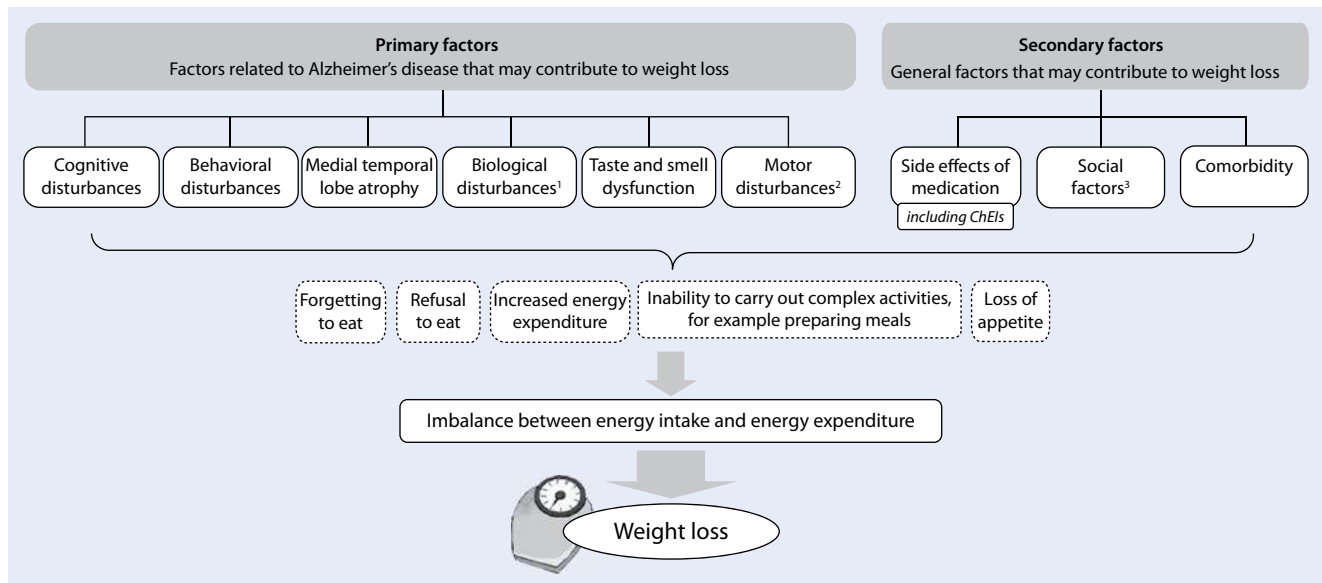 Primary factors
Factors related to Alzheimer’s disease that may contribute to weight loss
Secondary factors
General factors that may contribute to weight loss
Cognitive
disturbances
Behavioral
disturbances
Medial temporal
lobe atrophy
Biological
disturbances¹
Taste and smell
dysfunction
Motor
disturbances²
Side effects of
medication
including ChEIs
Social
factors³
Comorbidity
Forgetting
to eat
Refusal
to eat
Increased energy
expenditure
Inability to carry out complex activities,
for example preparing meals
Loss of
appetite
Imbalance between energy intake and energy expenditure
Weight loss